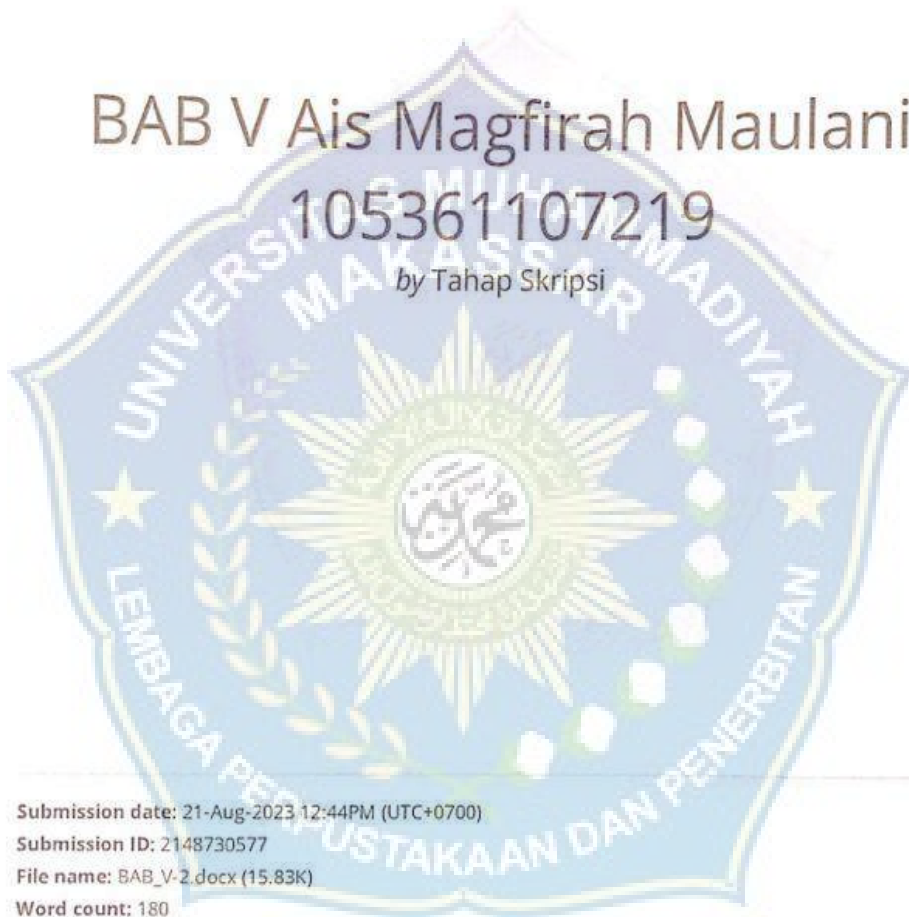 BAB V Ais Magfirah Maulani
105361107219
by Tahap Skripsi
UNIVERSITAS MUHAMMADIYAH
MAKASSAR
محمد
LEMBAGA PERPUSTAKAAN DAN PENERBITAN
Submission date: 21-Aug-2023 12:44PM (UTC+0700)
Submission ID: 2148730577
File name: BAB_V-2.docx (15.83K)
Word count: 180